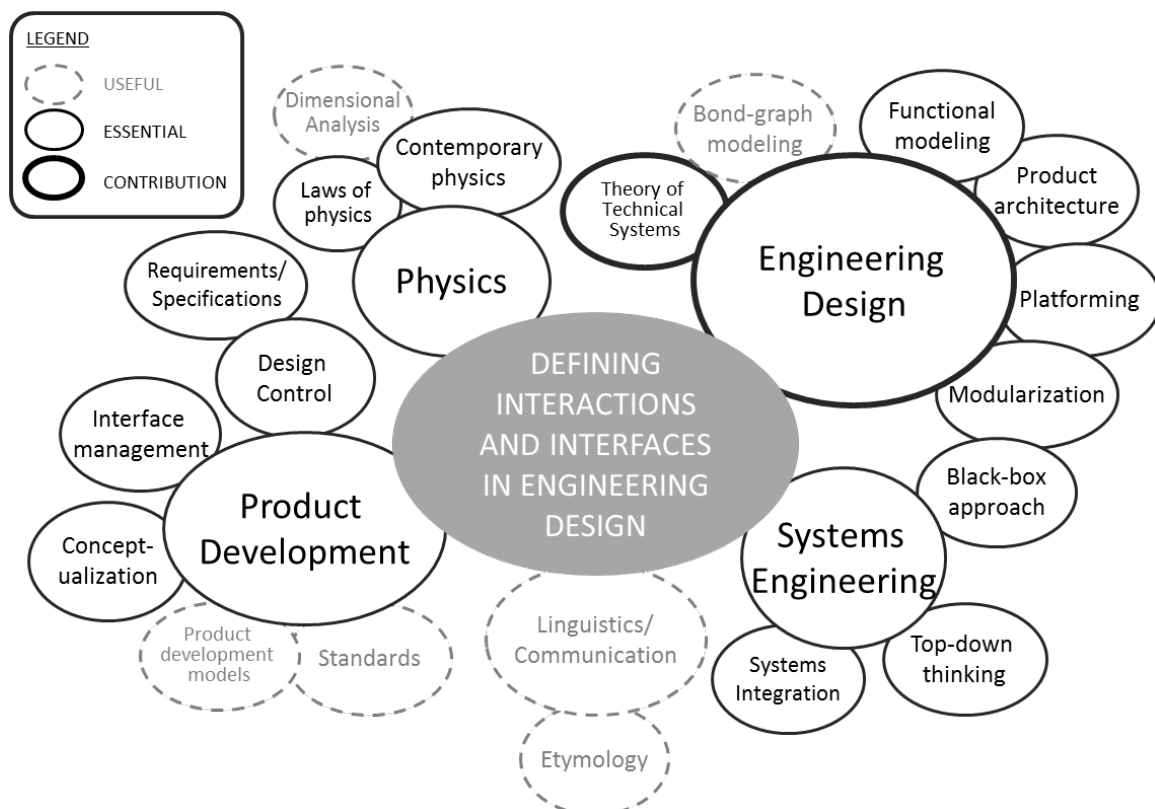 LEGEND
USEFUL
ESSENTIAL
CONTRIBUTION
Dimensional
Analysis
Contemporary
physics
Laws of
physics
Physics
Requirements/
Specifications
Design
Control
Interface
management
Product
Development
Concept-
ualization
Product
development
models
Standards
DEFINING
INTERACTIONS
AND INTERFACES
IN ENGINEERING
DESIGN
Linguistics/
Communication
Etymology
Bond-graph
modeling
Theory of
Technical
Systems
Engineering
Design
Functional
modeling
Product
architecture
Platforming
Modularization
Black-box
approach
Systems
Engineering
Systems
Integration
Top-down
thinking